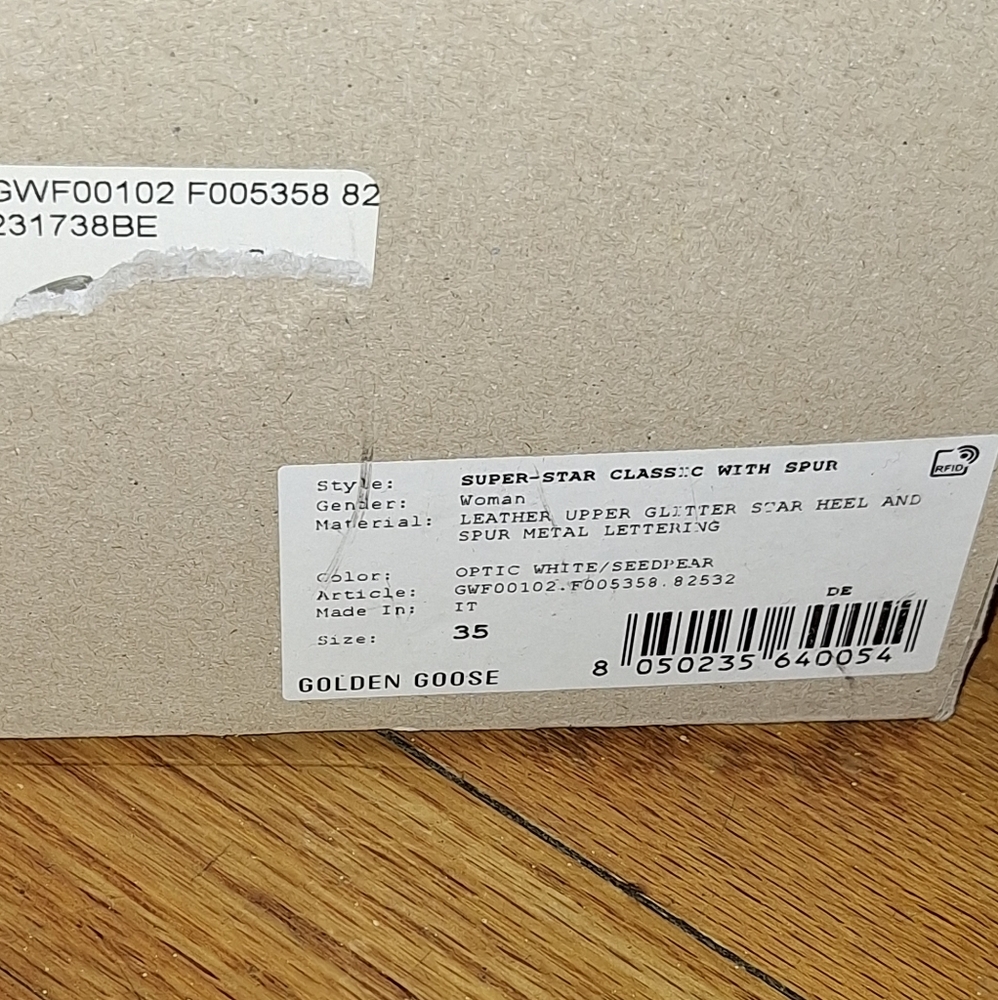 GWF00102 F005358 82
231738BE
RFID
Style: SUPER-STAR CLASSIC WITH SPUR
Gender: Woman
Material: LEATHER UPPER GLITTER STAR HEEL AND
SPUR METAL LETTERING
Color: OPTIC WHITE/SEEDPEAR
Article: GWF00102.F005358.82532
Made In: IT
DE
Size: 35
8 050235 640054
GOLDEN GOOSE